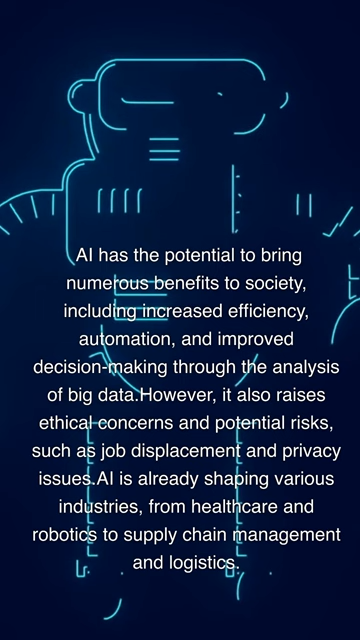 AI has the potential to bring
numerous benefits to society,
including increased efficiency,
automation, and improved
decision-making through the analysis
of big data.However, it also raises
ethical concerns and potential risks,
such as job displacement and privacy
issues.AI is already shaping various
industries, from healthcare and
robotics to supply chain management
and logistics.